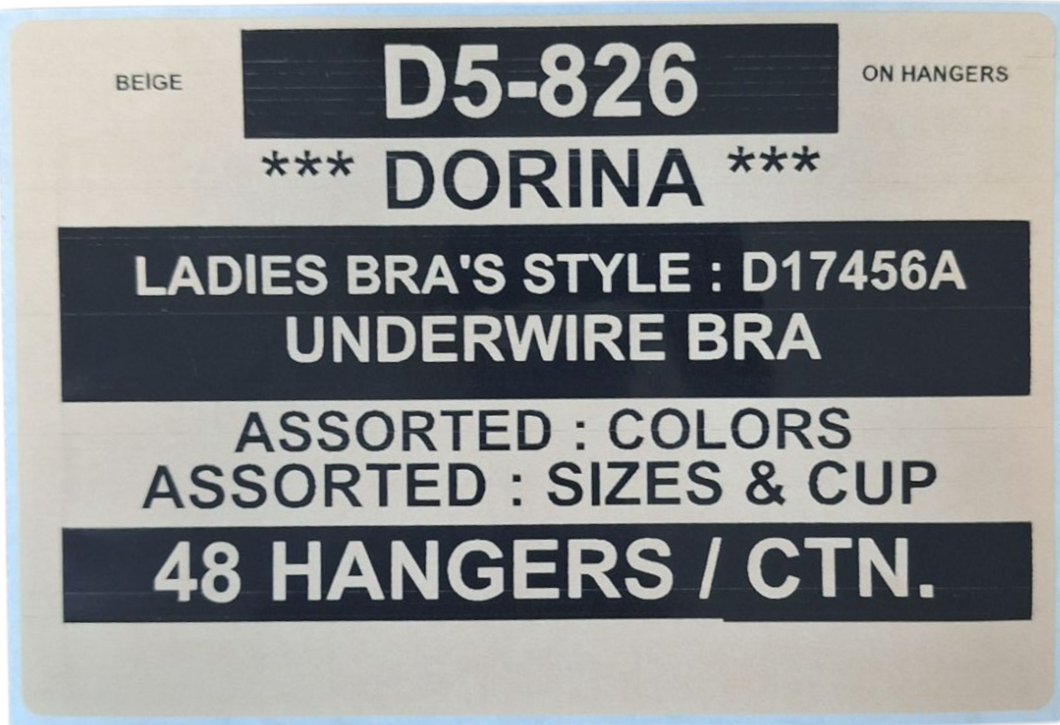 BEIGE
D5-826
ON HANGERS
*** DORINA ***
LADIES BRA'S STYLE : D17456A
UNDERWIRE BRA
ASSORTED : COLORS
ASSORTED : SIZES & CUP
48 HANGERS / CTN.